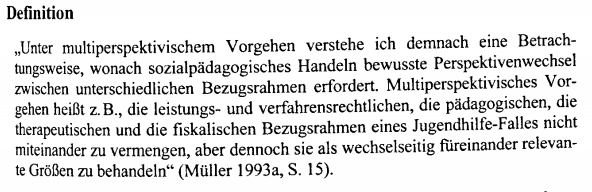 Definition
„Unter multiperspektivischem Vorgehen verstehe ich demnach eine Betrach-
tungsweise, wonach sozialpädagogisches Handeln bewusste Perspektivenwechsel
zwischen unterschiedlichen Bezugsrahmen erfordert. Multiperspektivisches Vor-
gehen heißt z. B., die leistungs- und verfahrensrechtlichen, die pädagogischen, die
therapeutischen und die fiskalischen Bezugsrahmen eines Jugendhilfe-Falles nicht
miteinander zu vermengen, aber dennoch sie als wechselseitig füreinander relevan-
te Größen zu behandeln“ (Müller 1993a, S. 15).